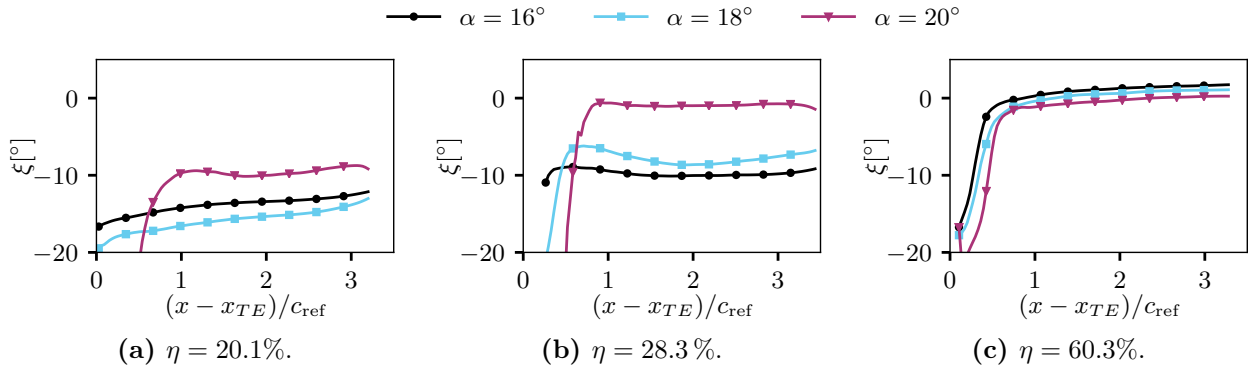 α = 16° α = 18° α = 20°
ξ[°]
0
−10
−20
0 1 2 3
(x − x_TE)/c_ref
(a) η = 20.1%.
ξ[°]
0
−10
−20
0 1 2 3
(x − x_TE)/c_ref
(b) η = 28.3 %.
ξ[°]
0
−10
−20
0 1 2 3
(x − x_TE)/c_ref
(c) η = 60.3%.